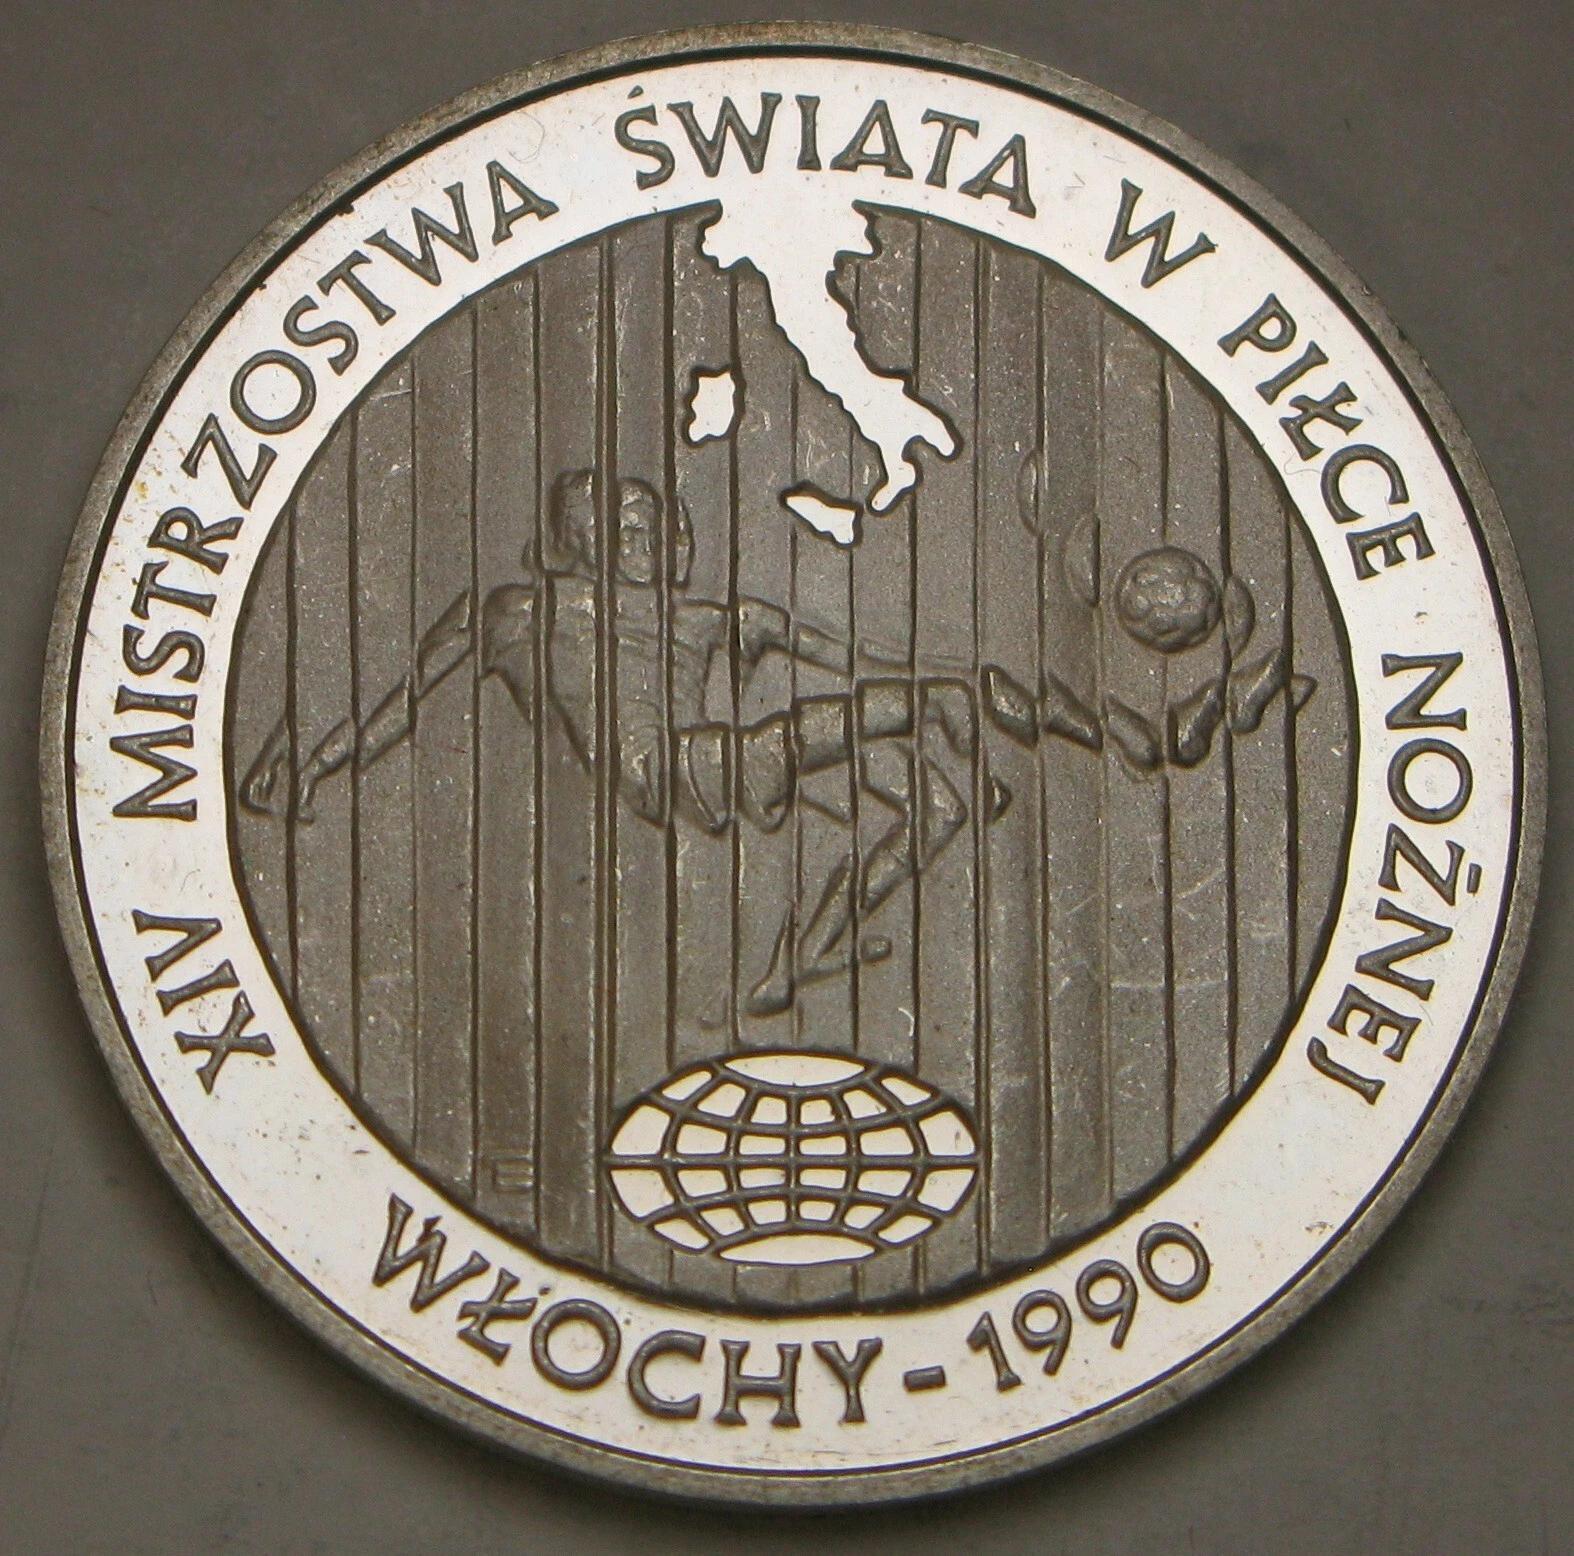 XIV MISTRZOSTWA ŚWIATA W PIŁCE NOŻNEJ
WŁOCHY - 1990